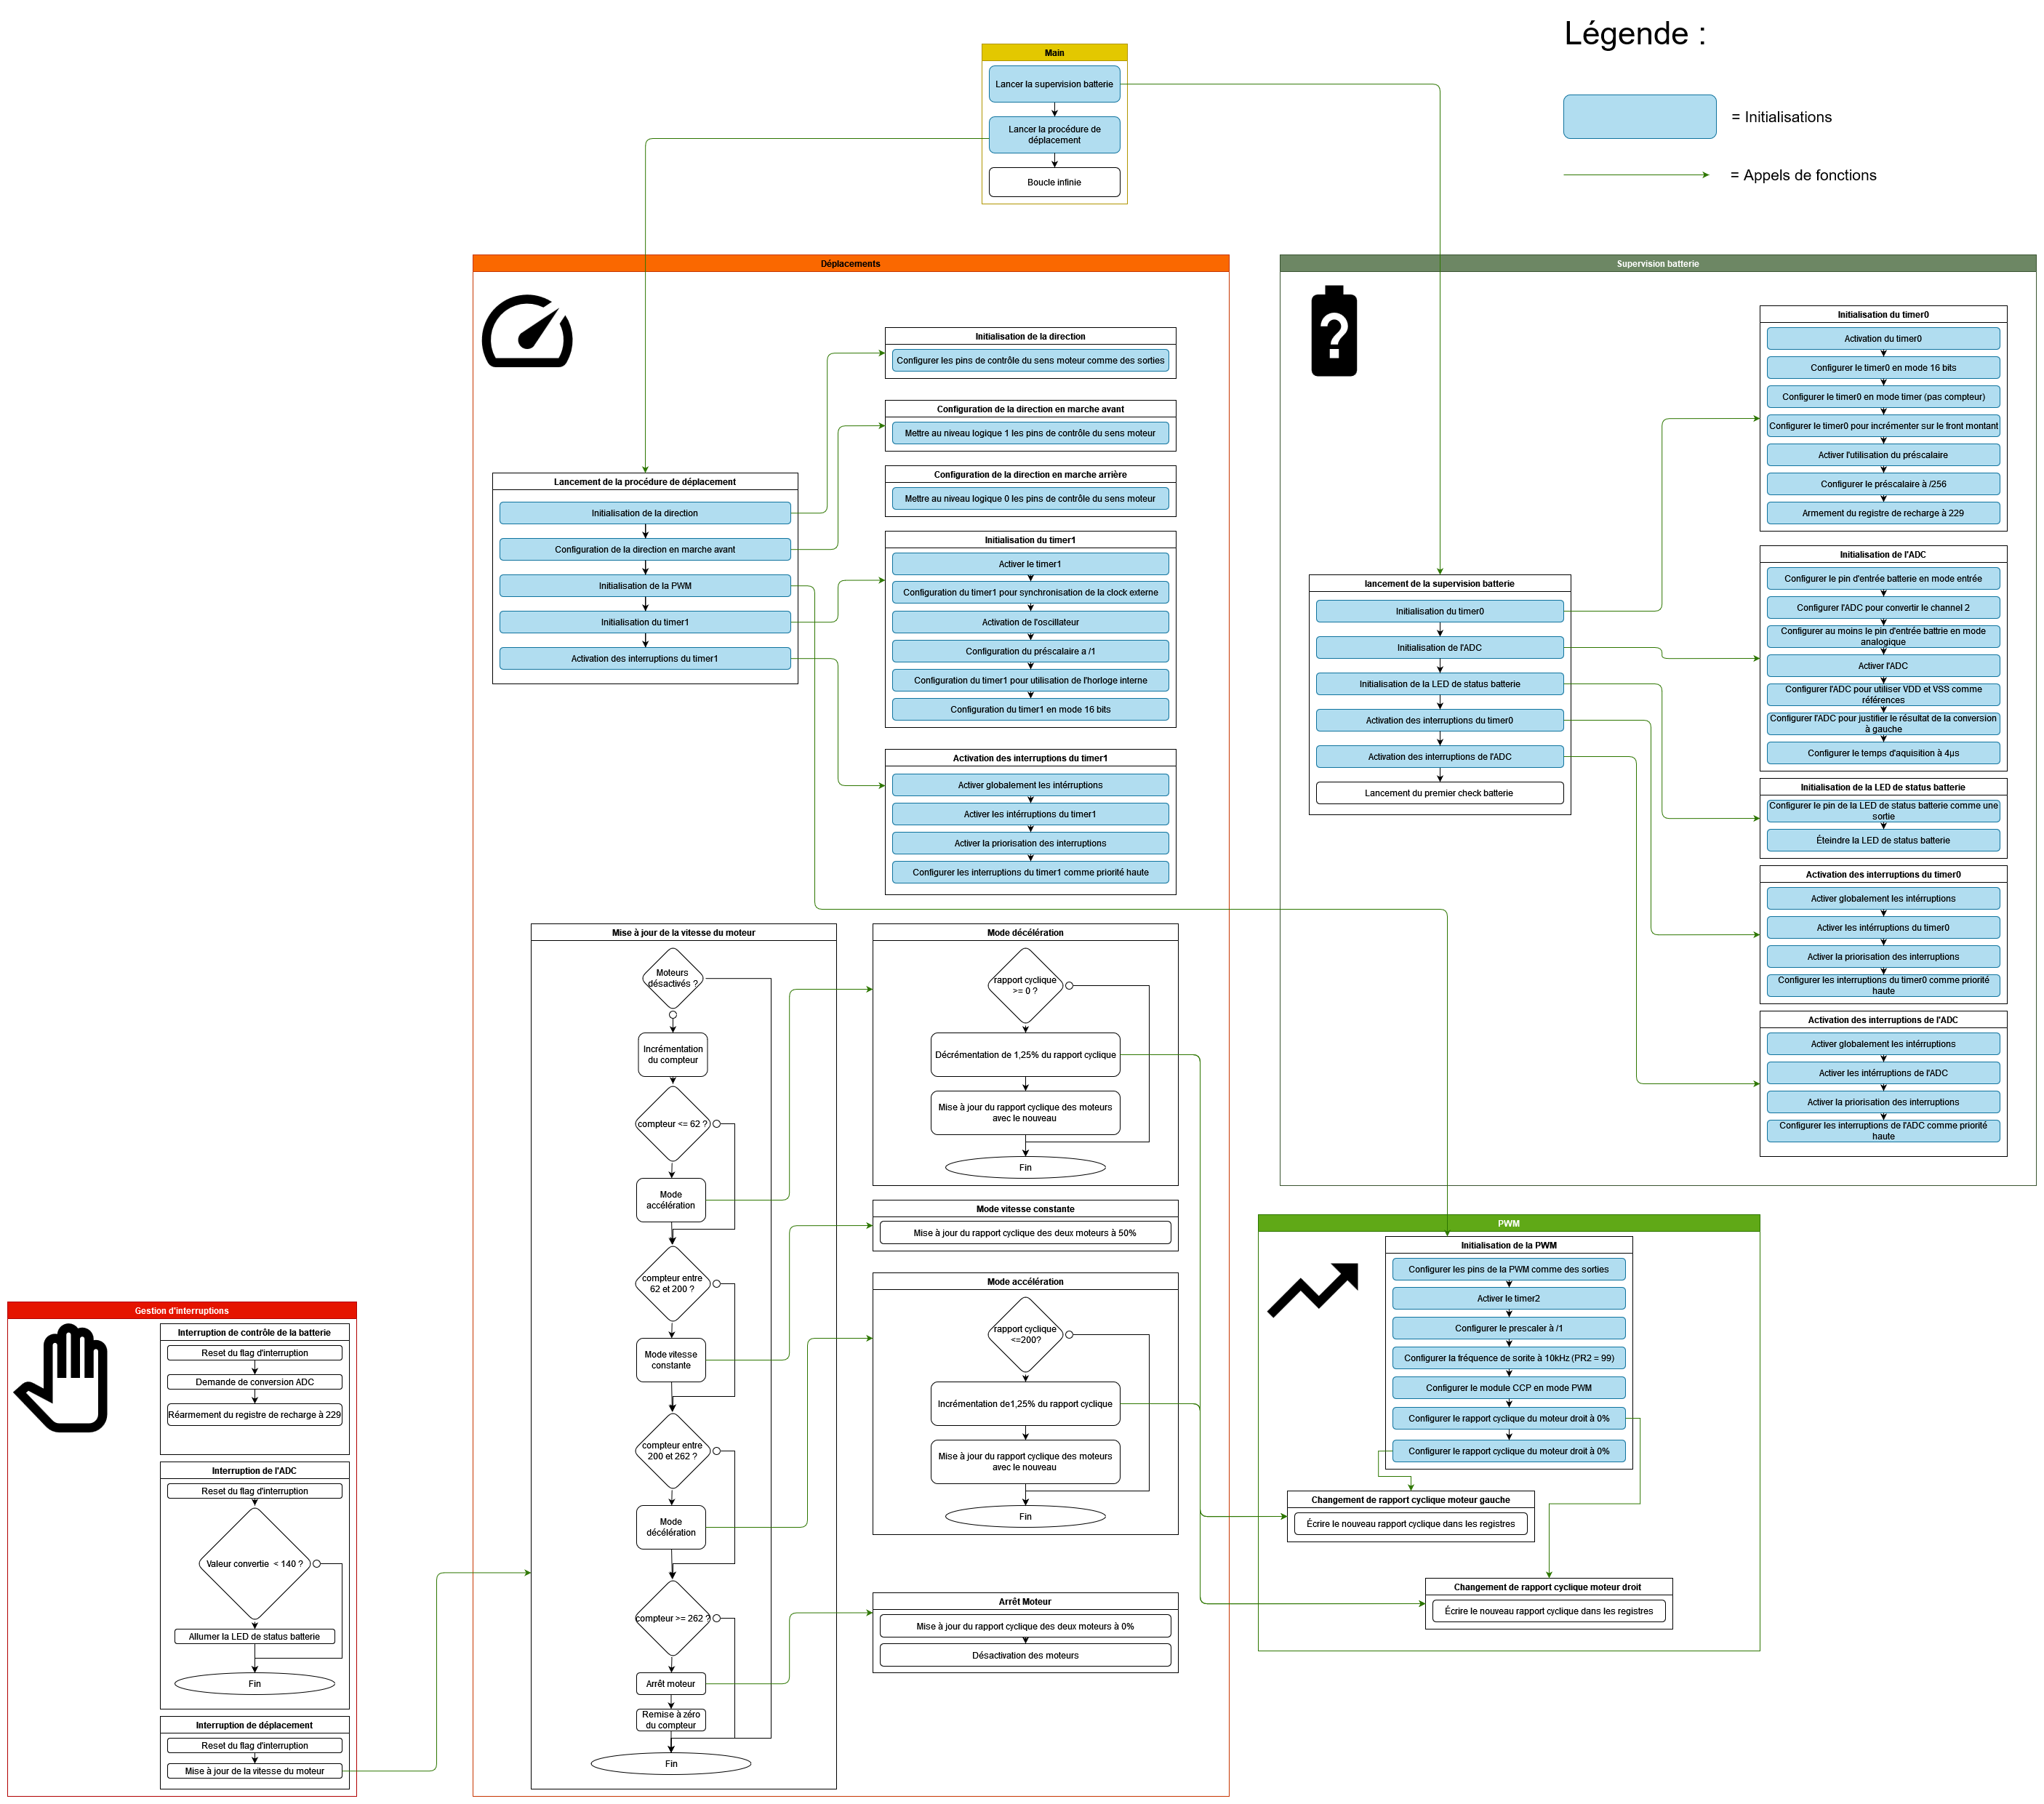 Légende :
= Initialisations
= Appels de fonctions
Main
Lancer la supervision batterie
Lancer la procédure de
déplacement
Boucle infinie
Déplacements
Lancement de la procédure de déplacement
Initialisation de la direction
Configuration de la direction en marche avant
Initialisation de la PWM
Initialisation du timer1
Activation des interruptions du timer1
Initialisation de la direction
Configurer les pins de contrôle du sens moteur comme des sorties
Configuration de la direction en marche avant
Mettre au niveau logique 1 les pins de contrôle du sens moteur
Configuration de la direction en marche arrière
Mettre au niveau logique 0 les pins de contrôle du sens moteur
Initialisation du timer1
Activer le timer1
Configuration du timer1 pour synchronisation de la clock externe
Activation de l'oscillateur
Configuration du préscalaire a /1
Configuration du timer1 pour utilisation de l'horloge interne
Configuration du timer1 en mode 16 bits
Activation des interruptions du timer1
Activer globalement les intérruptions
Activer les intérruptions du timer1
Activer la priorisation des interruptions
Configurer les interruptions du timer1 comme priorité haute
Mise à jour de la vitesse du moteur
Moteurs
désactivés ?
Incrémentation
du compteur
compteur <= 62 ?
Mode
accélération
compteur entre
62 et 200 ?
Mode vitesse
constante
compteur entre
200 et 262 ?
Mode
décélération
compteur >= 262 ?
Arrêt moteur
Remise à zéro
du compteur
Fin
Mode décélération
rapport cyclique
>= 0 ?
Décrémentation de 1,25% du rapport cyclique
Mise à jour du rapport cyclique des moteurs
avec le nouveau
Fin
Mode vitesse constante
Mise à jour du rapport cyclique des deux moteurs à 50%
Mode accélération
rapport cyclique
<=200?
Incrémentation de1,25% du rapport cyclique
Mise à jour du rapport cyclique des moteurs
avec le nouveau
Fin
Arrêt Moteur
Mise à jour du rapport cyclique des deux moteurs à 0%
Désactivation des moteurs
Supervision batterie
lancement de la supervision batterie
Initialisation du timer0
Initialisation de l'ADC
Initialisation de la LED de status batterie
Activation des interruptions du timer0
Activation des interruptions de l'ADC
Lancement du premier check batterie
Initialisation du timer0
Activation du timer0
Configurer le timer0 en mode 16 bits
Configurer le timer0 en mode timer (pas compteur)
Configurer le timer0 pour incrémenter sur le front montant
Activer l'utilisation du préscalaire
Configurer le préscalaire à /256
Armement du registre de recharge à 229
Initialisation de l'ADC
Configurer le pin d'entrée batterie en mode entrée
Configurer l'ADC pour convertir le channel 2
Configurer au moins le pin d'entrée battrie en mode
analogique
Activer l'ADC
Configurer l'ADC pour utiliser VDD et VSS comme
références
Configurer l'ADC pour justifier le résultat de la conversion
à gauche
Configurer le temps d'aquisition à 4µs
Initialisation de la LED de status batterie
Configurer le pin de la LED de status batterie comme une
sortie
Éteindre la LED de status batterie
Activation des interruptions du timer0
Activer globalement les intérruptions
Activer les intérruptions du timer0
Activer la priorisation des interruptions
Configurer les interruptions du timer0 comme priorité
haute
Activation des interruptions de l'ADC
Activer globalement les intérruptions
Activer les intérruptions de l'ADC
Activer la priorisation des interruptions
Configurer les interruptions de l'ADC comme priorité
haute
PWM
Initialisation de la PWM
Configurer les pins de la PWM comme des sorties
Activer le timer2
Configurer le prescaler à /1
Configurer la fréquence de sorite à 10kHz (PR2 = 99)
Configurer le module CCP en mode PWM
Configurer le rapport cyclique du moteur droit à 0%
Configurer le rapport cyclique du moteur droit à 0%
Changement de rapport cyclique moteur gauche
Écrire le nouveau rapport cyclique dans les registres
Changement de rapport cyclique moteur droit
Écrire le nouveau rapport cyclique dans les registres
Gestion d'interruptions
Interruption de contrôle de la batterie
Reset du flag d'interruption
Demande de conversion ADC
Réarmement du registre de recharge à 229
Interruption de l'ADC
Reset du flag d'interruption
Valeur convertie < 140 ?
Allumer la LED de status batterie
Fin
Interruption de déplacement
Reset du flag d'interruption
Mise à jour de la vitesse du moteur